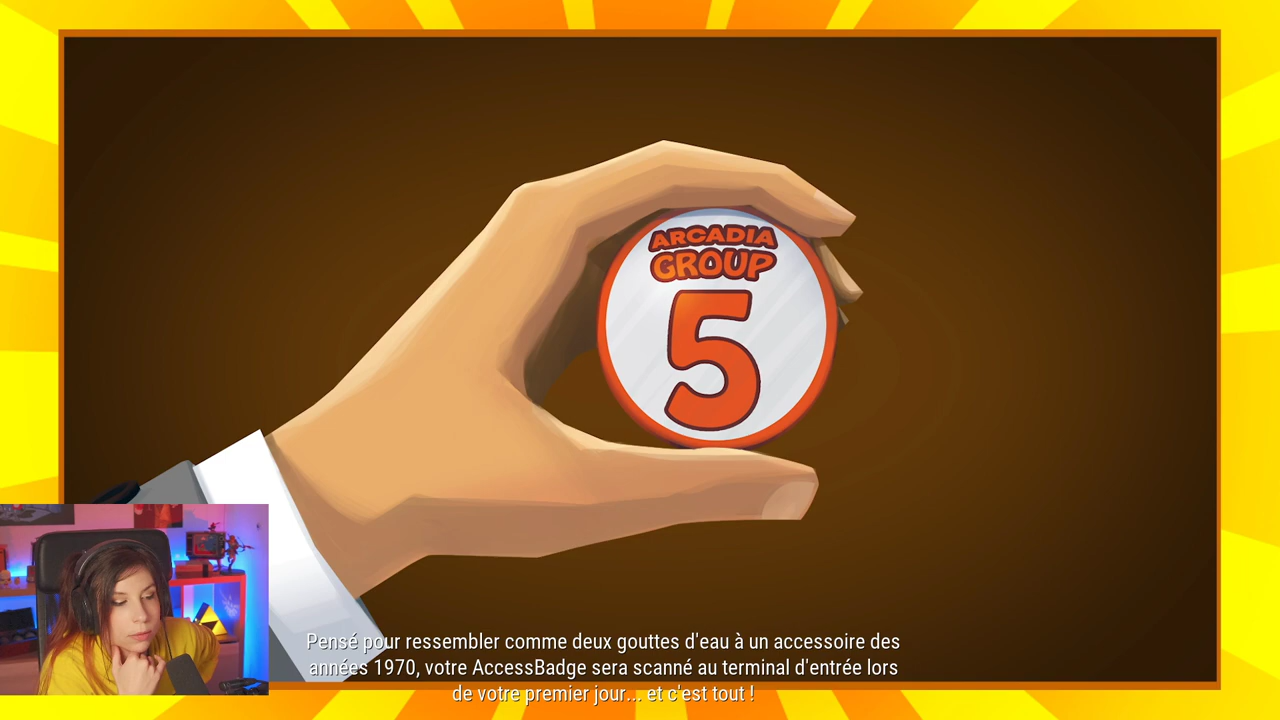 ARCADIA
GROUP
5
Pensé pour ressembler comme deux gouttes d'eau à un accessoire des
années 1970, votre AccessBadge sera scanné au terminal d'entrée lors
de votre premier jour... et c'est tout !